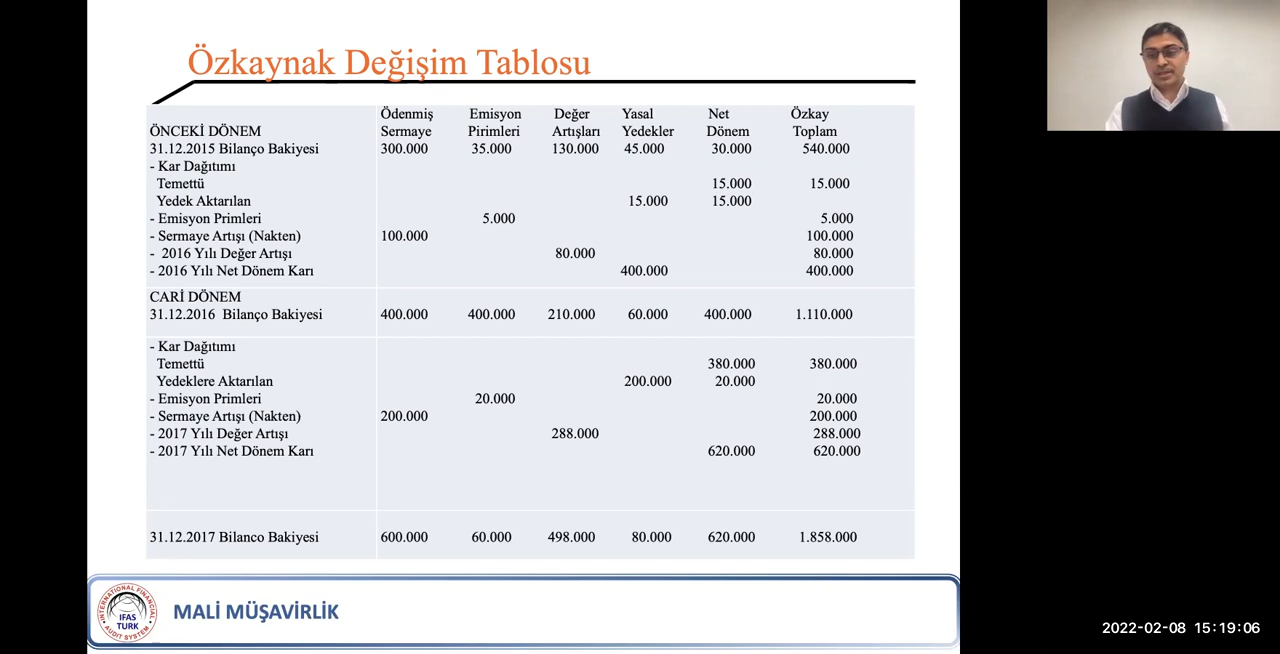 Özkaynak Değişim Tablosu
Ödenmiş Emisyon Değer Yasal Net Özkay
ÖNCEKİ DÖNEM Sermaye Pirimleri Artışları Yedekler Dönem Toplam
31.12.2015 Bilanço Bakiyesi 300.000 35.000 130.000 45.000 30.000 540.000
- Kar Dağıtımı
Temettü 15.000 15.000
Yedek Aktarılan 15.000 15.000
- Emisyon Primleri 5.000 5.000
- Sermaye Artışı (Nakten) 100.000 100.000
- 2016 Yılı Değer Artışı 80.000 80.000
- 2016 Yılı Net Dönem Karı 400.000 400.000
CARİ DÖNEM
31.12.2016 Bilanço Bakiyesi 400.000 400.000 210.000 60.000 400.000 1.110.000
- Kar Dağıtımı
Temettü 380.000 380.000
Yedeklere Aktarılan 200.000 20.000
- Emisyon Primleri 20.000 20.000
- Sermaye Artışı (Nakten) 200.000 200.000
- 2017 Yılı Değer Artışı 288.000 288.000
- 2017 Yılı Net Dönem Karı 620.000 620.000
31.12.2017 Bilanco Bakiyesi 600.000 60.000 498.000 80.000 620.000 1.858.000
INTERNATIONAL FINANCIAL
IFAS
TURK
AUDIT SYSTEM
MALİ MÜŞAVİRLİK
2022-02-08 15:19:06